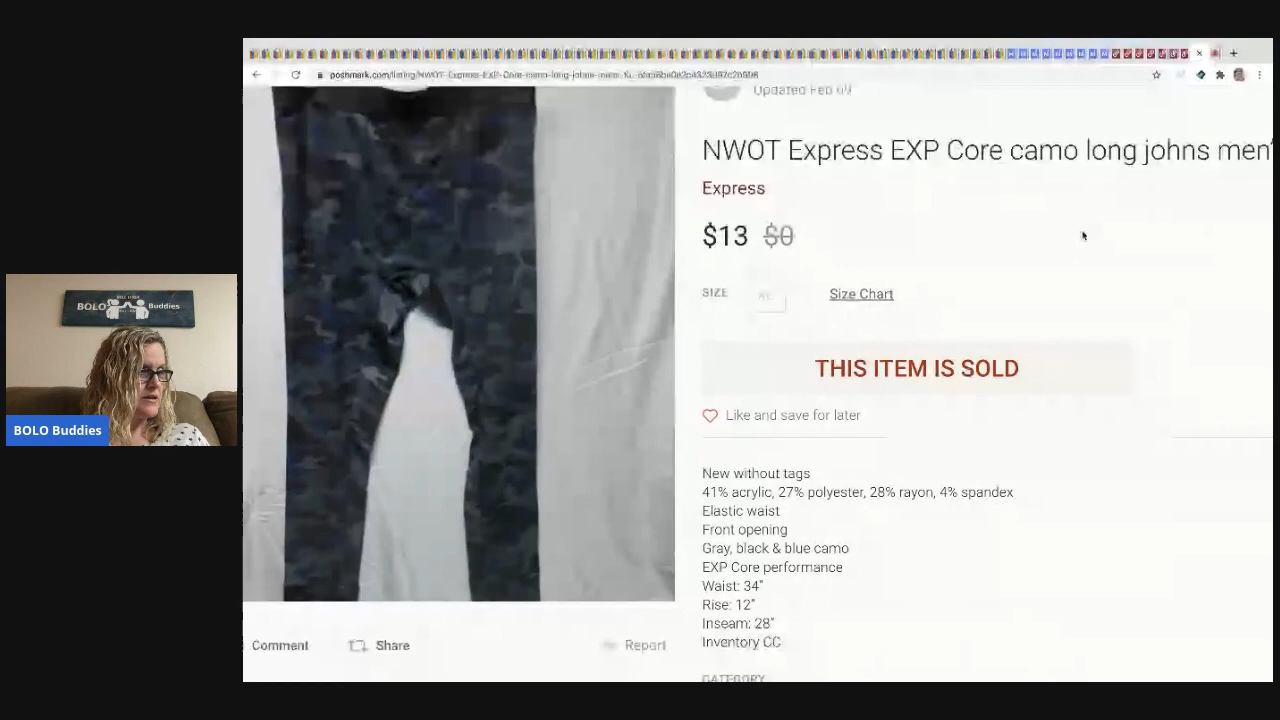 Updated Feb 09
NWOT Express EXP Core camo long johns men'
Express
$13 $0
SIZE
Size Chart
THIS ITEM IS SOLD
Like and save for later
New without tags
41% acrylic, 27% polyester, 28% rayon, 4% spandex
Elastic waist
Front opening
Gray, black & blue camo
EXP Core performance
Waist: 34"
Rise: 12"
Inseam: 28"
Inventory CC
CATEGORY
Comment
Share
Report
BOLO Buddies
BOLO Buddies